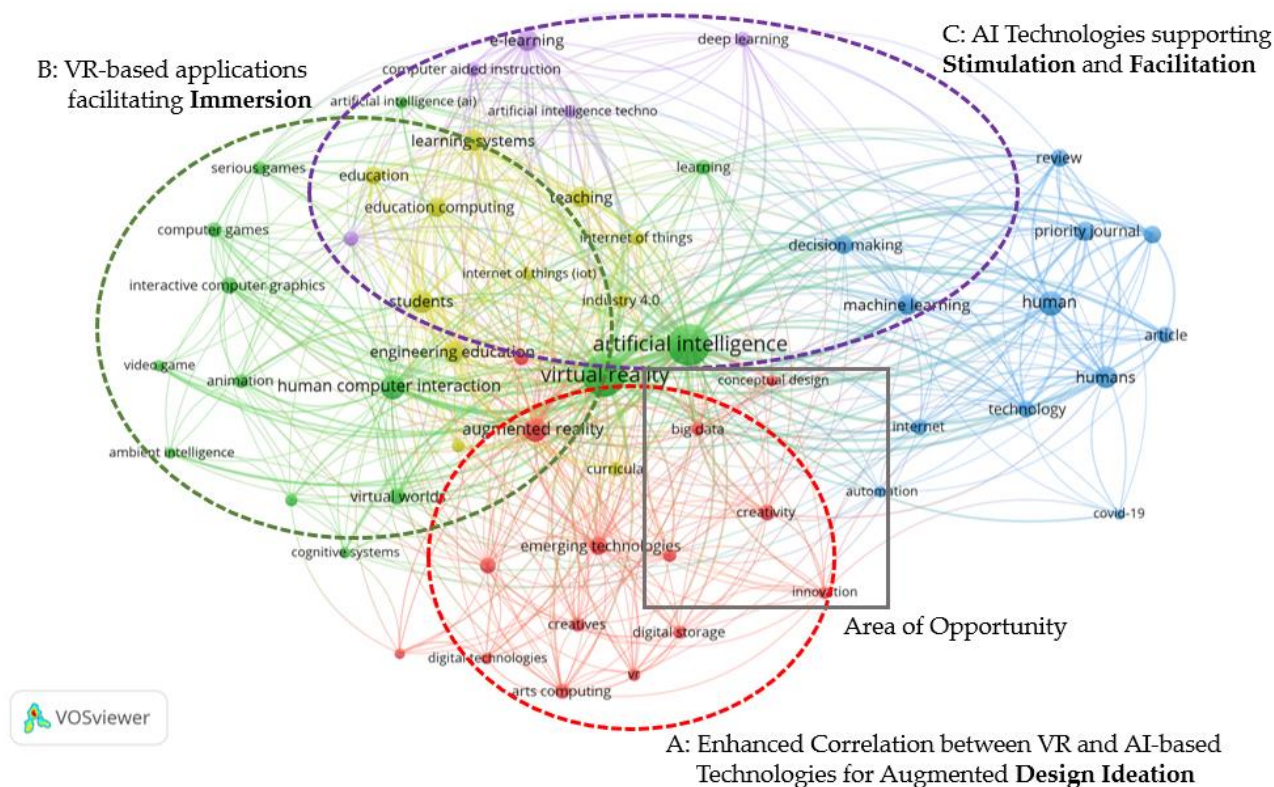 C: AI Technologies supporting
Stimulation and Facilitation
B: VR-based applications
facilitating Immersion
e-learning
deep learning
computer aided instruction
artificial intelligence (ai)
artificial intelligence techno
learning systems
review
serious games
learning
education
teaching
education computing
computer games
internet of things
decision making
priority journal
internet of things (iot)
interactive computer graphics
students
industry 4.0
machine learning
human
article
artificial intelligence
engineering education
video game
animation
human computer interaction
virtual reality
conceptual design
humans
technology
augmented reality
big data
internet
ambient intelligence
curricula
virtual worlds
automation
creativity
covid-19
cognitive systems
emerging technologies
innovation
creatives
digital storage
Area of Opportunity
digital technologies
vr
arts computing
VOSviewer
A: Enhanced Correlation between VR and AI-based
Technologies for Augmented Design Ideation